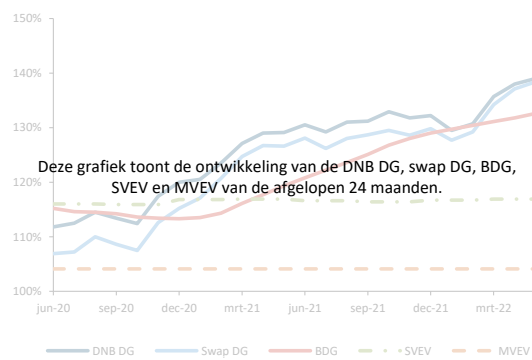 150%
140%
130%
Deze grafiek toont de ontwikkeling van de DNB DG, swap DG, BDG,
120%
SVEV en MVEV van de afgelopen 24 maanden.
110%
100%
jun-20 sep-20 dec-20 mrt-21 jun-21 sep-21 dec-21 mrt-22
DNB DG Swap DG BDG SVEV MVEV